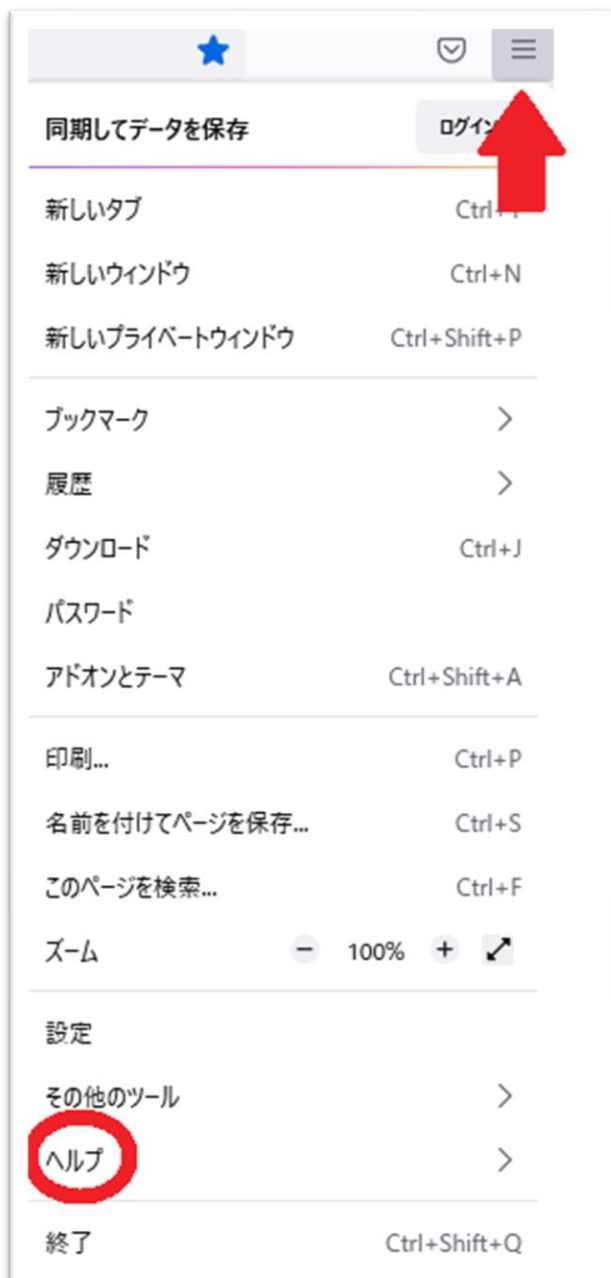 同期してデータを保存
新しいタブ
新しいウィンドウ Ctrl+N
新しいプライベートウィンドウ Ctrl+Shift+P
ブックマーク
履歴
ダウンロード Ctrl+J
パスワード
アドオンとテーマ Ctrl+Shift+A
印刷... Ctrl+P
名前を付けてページを保存... Ctrl+S
このページを検索... Ctrl+F
ズーム − 100% +
設定
その他のツール
ヘルプ
終了 Ctrl+Shift+Q